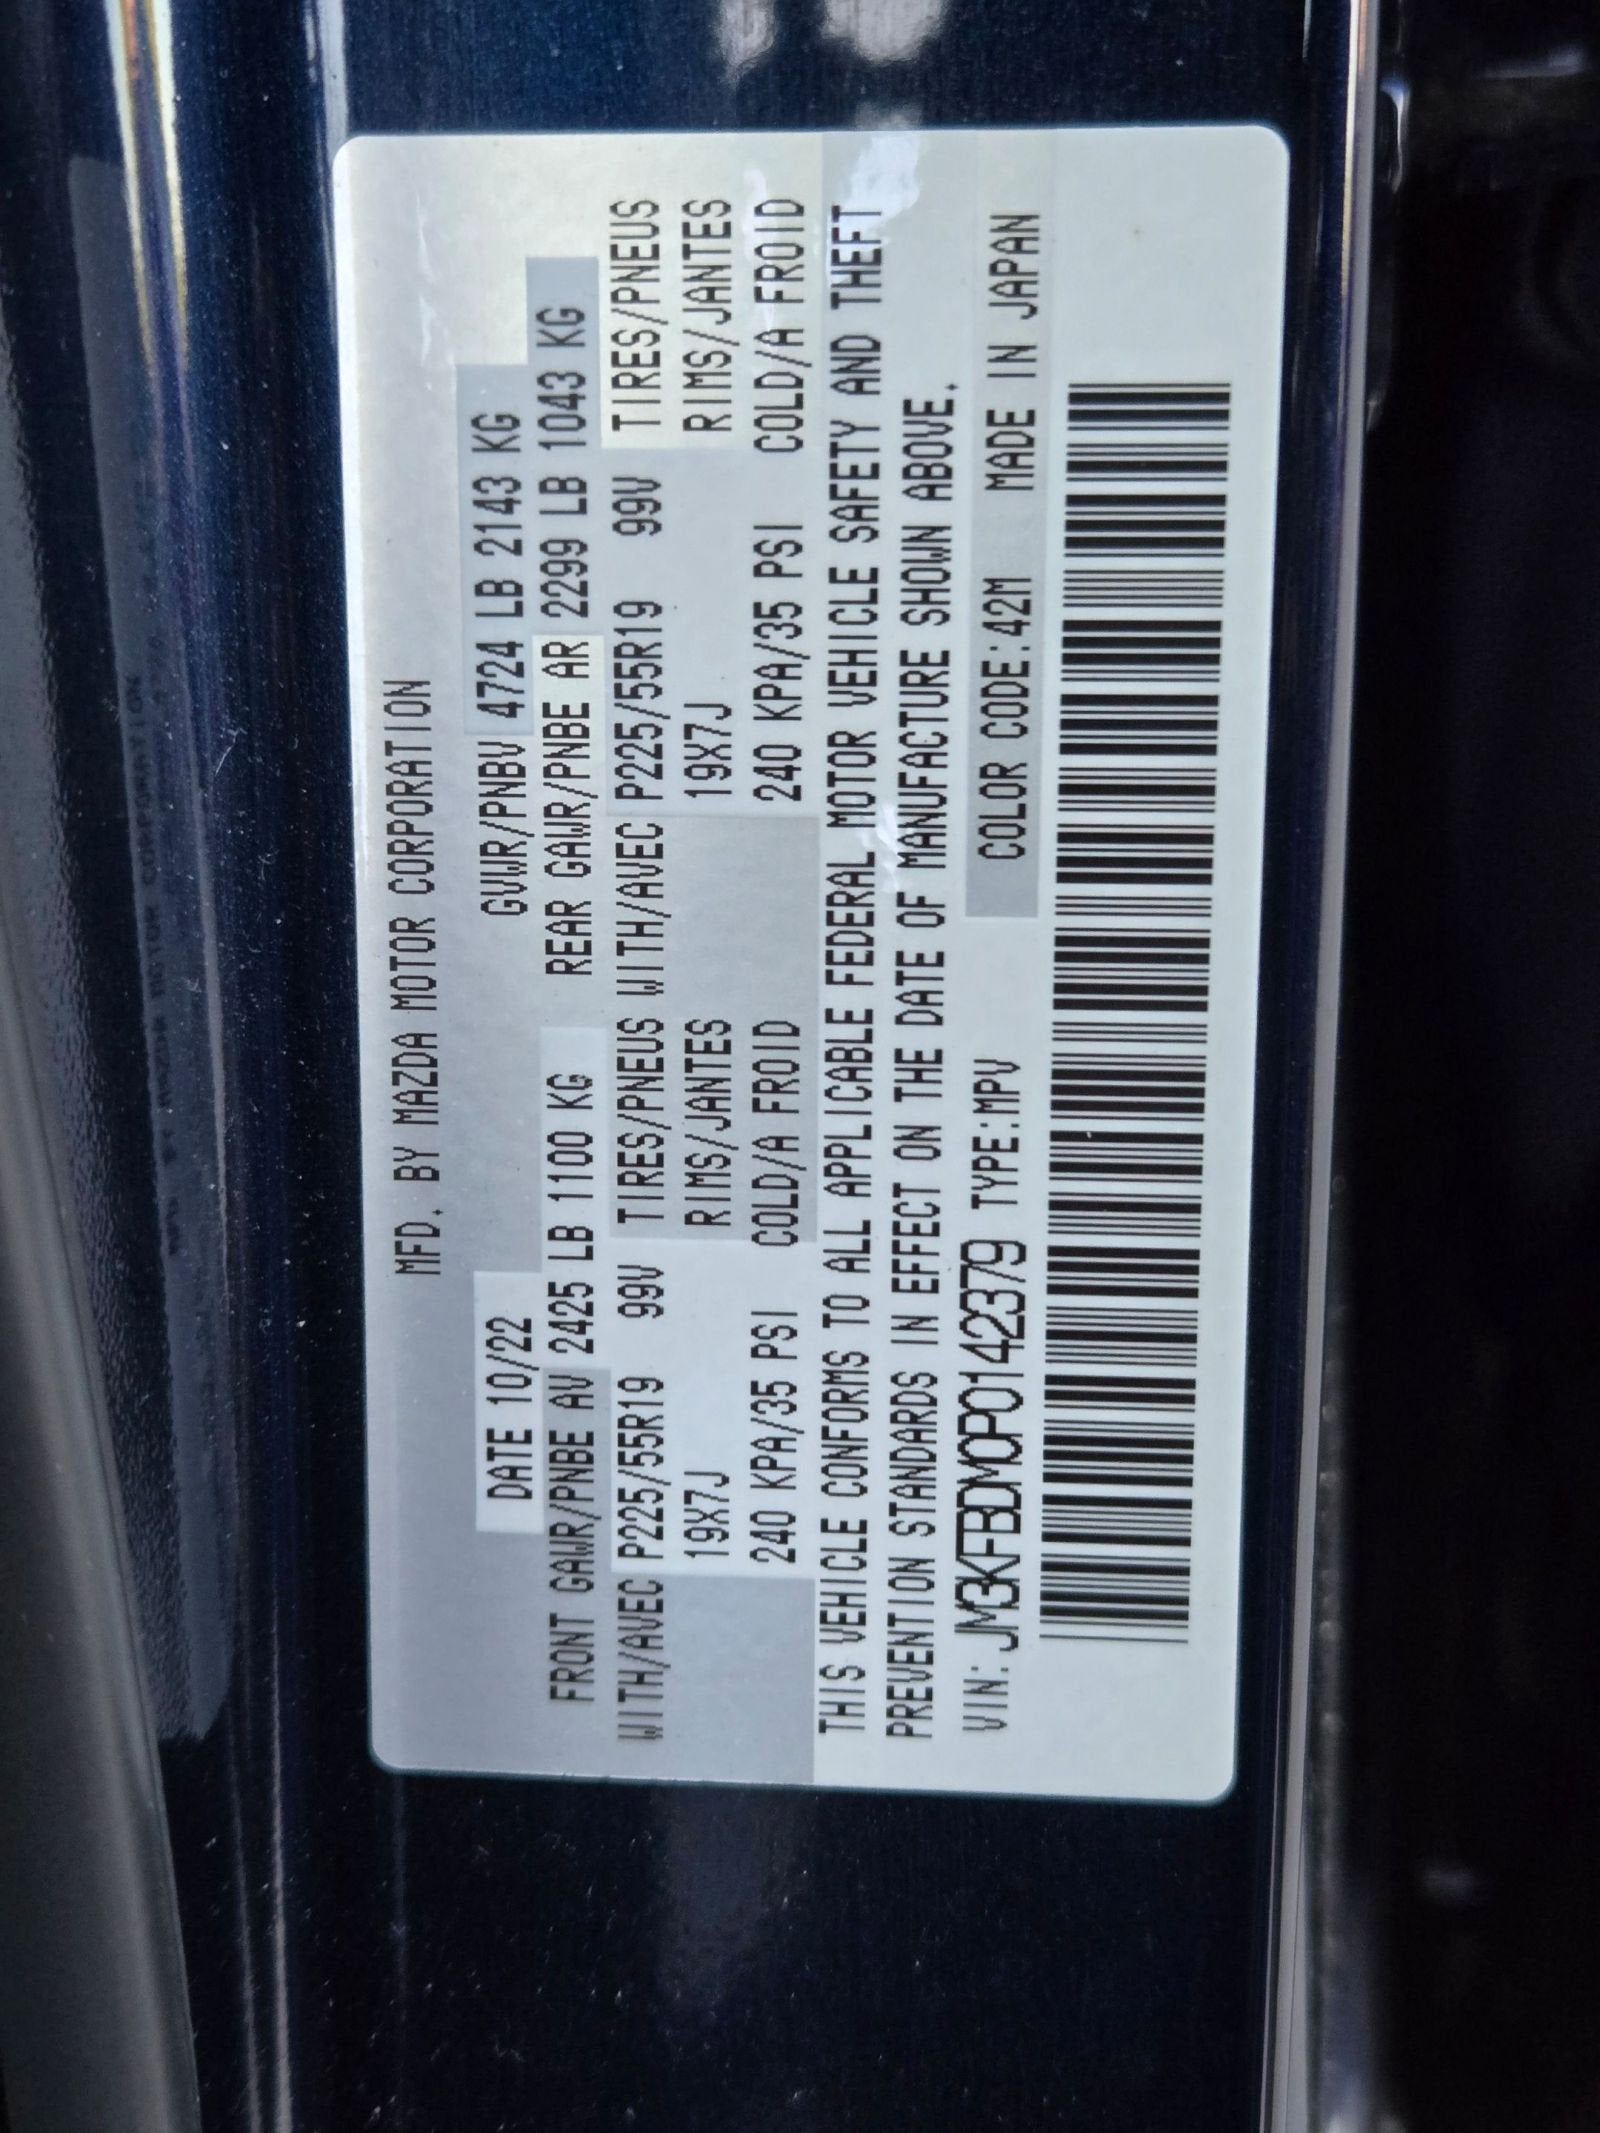 MFD. BY MAZDA MOTOR CORPORATION
DATE 10/22 GVWR/PNBV 4724 LB 2143 KG
FRONT GAWR/PNBE AV 2425 LB 1100 KG REAR GAWR/PNBE AR 2299 LB 1043 KG
WITH/AVEC P225/55R19 99V TIRES/PNEUS WITH/AVEC P225/55R19 99V TIRES/PNEUS
19X7J RIMS/JANTES 19X7J RIMS/JANTES
240 KPA/35 PSI COLD/A FROID 240 KPA/35 PSI COLD/A FROID
THIS VEHICLE CONFORMS TO ALL APPLICABLE FEDERAL MOTOR VEHICLE SAFETY AND THEFT
PREVENTION STANDARDS IN EFFECT ON THE DATE OF MANUFACTURE SHOWN ABOVE.
VIN: JM3KFBDM0P0142379 TYPE:MPV COLOR CODE:42M MADE IN JAPAN